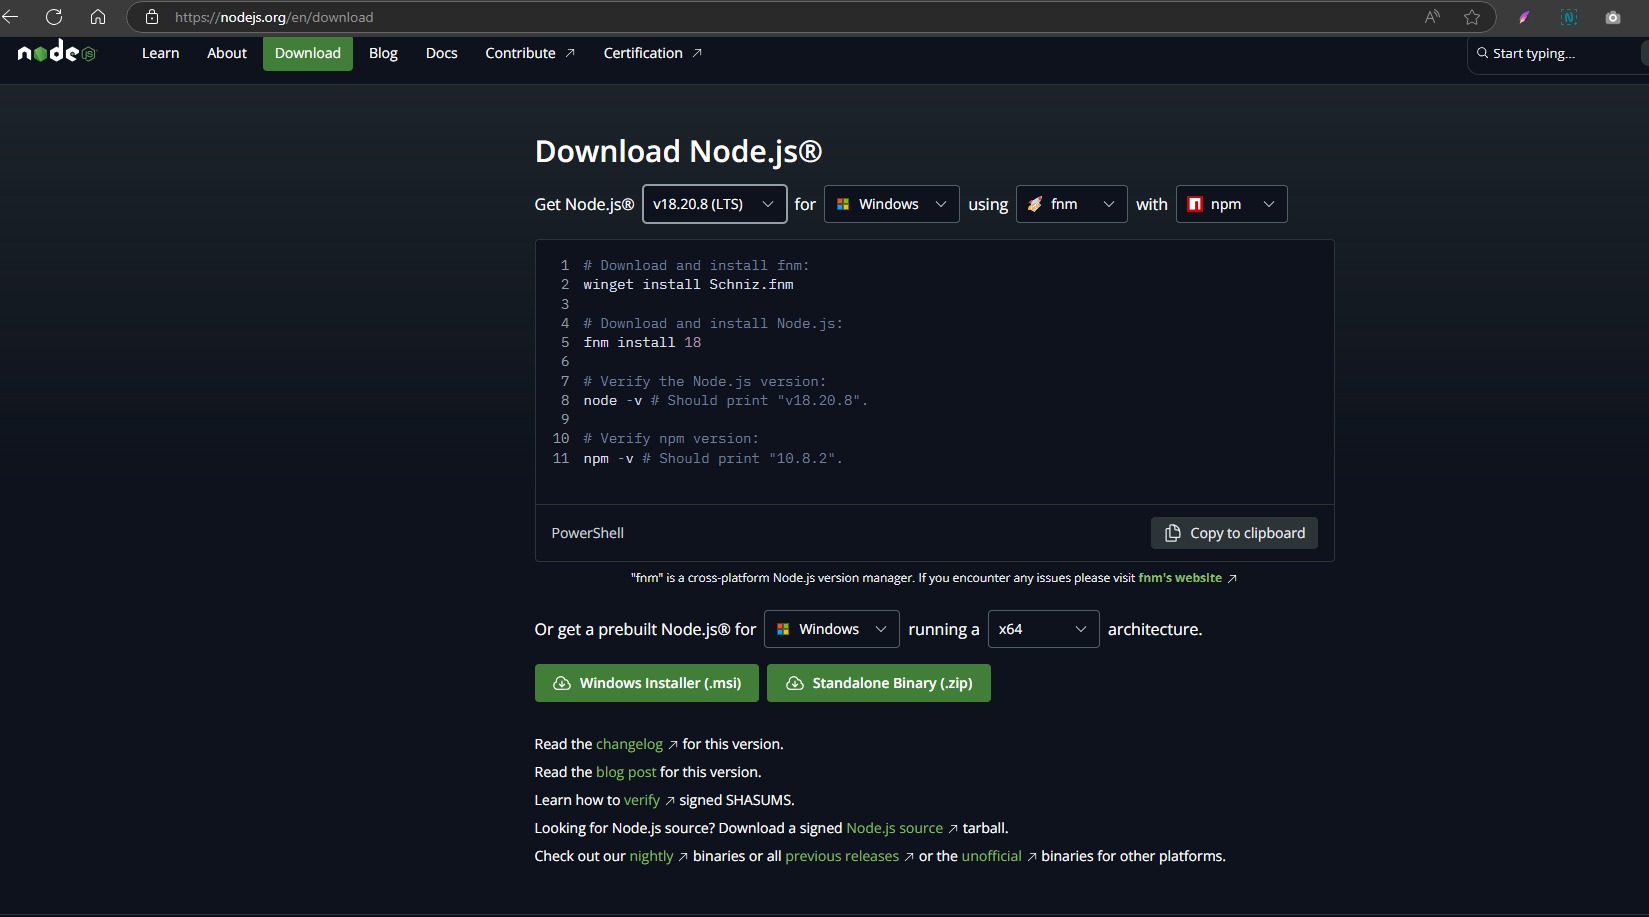 https://nodejs.org/en/download
node JS
Learn About Download Blog Docs Contribute ↗ Certification ↗ Start typing...
Download Node.js®
Get Node.js® v18.20.8 (LTS) for Windows using fnm with npm
1 # Download and install fnm:
2 winget install Schniz.fnm
3
4 # Download and install Node.js:
5 fnm install 18
6
7 # Verify the Node.js version:
8 node -v # Should print "v18.20.8".
9
10 # Verify npm version:
11 npm -v # Should print "10.8.2".
PowerShell Copy to clipboard
"fnm" is a cross-platform Node.js version manager. If you encounter any issues please visit fnm's website ↗
Or get a prebuilt Node.js® for Windows running a x64 architecture.
Windows Installer (.msi) Standalone Binary (.zip)
Read the changelog ↗ for this version.
Read the blog post for this version.
Learn how to verify ↗ signed SHASUMS.
Looking for Node.js source? Download a signed Node.js source ↗ tarball.
Check out our nightly ↗ binaries or all previous releases ↗ or the unofficial ↗ binaries for other platforms.